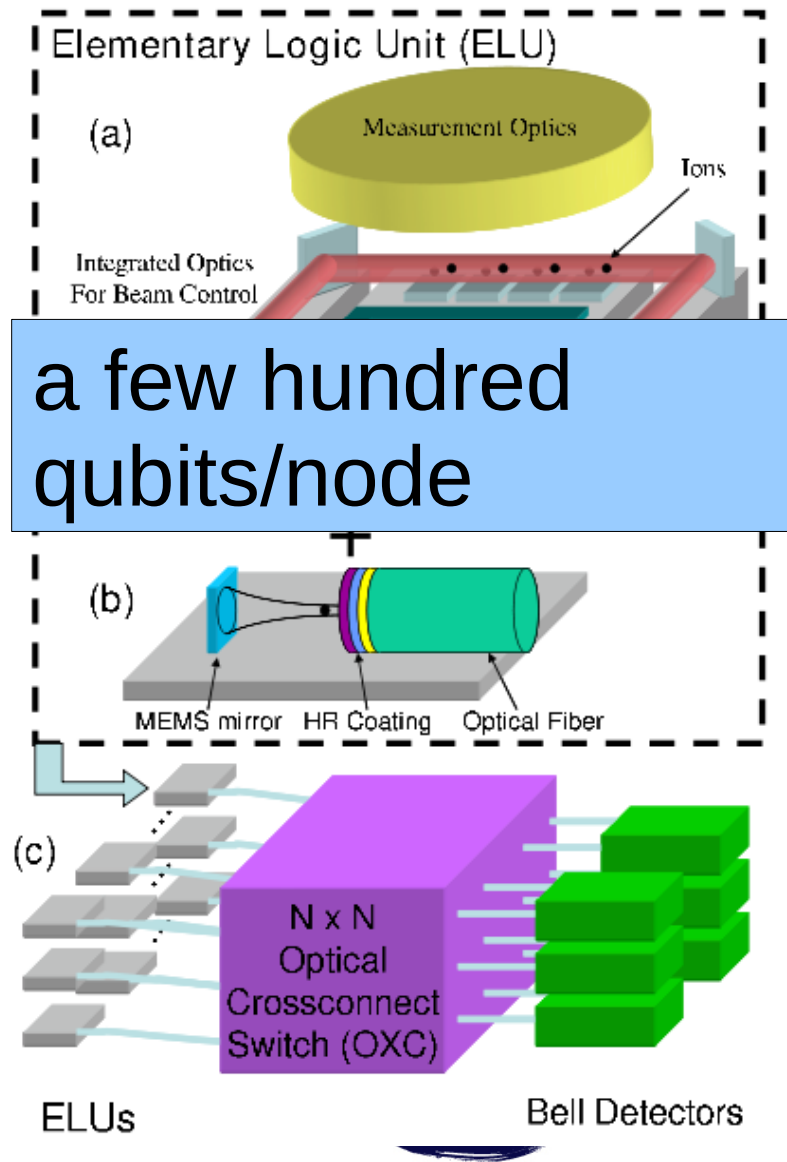 Elementary Logic Unit (ELU)
(a)
Measurement Optics
Ions
Integrated Optics
For Beam Control
a few hundred
qubits/node
+
(b)
MEMS mirror HR Coating Optical Fiber
(c)
N x N
Optical
Crossconnect
Switch (OXC)
ELUs
Bell Detectors